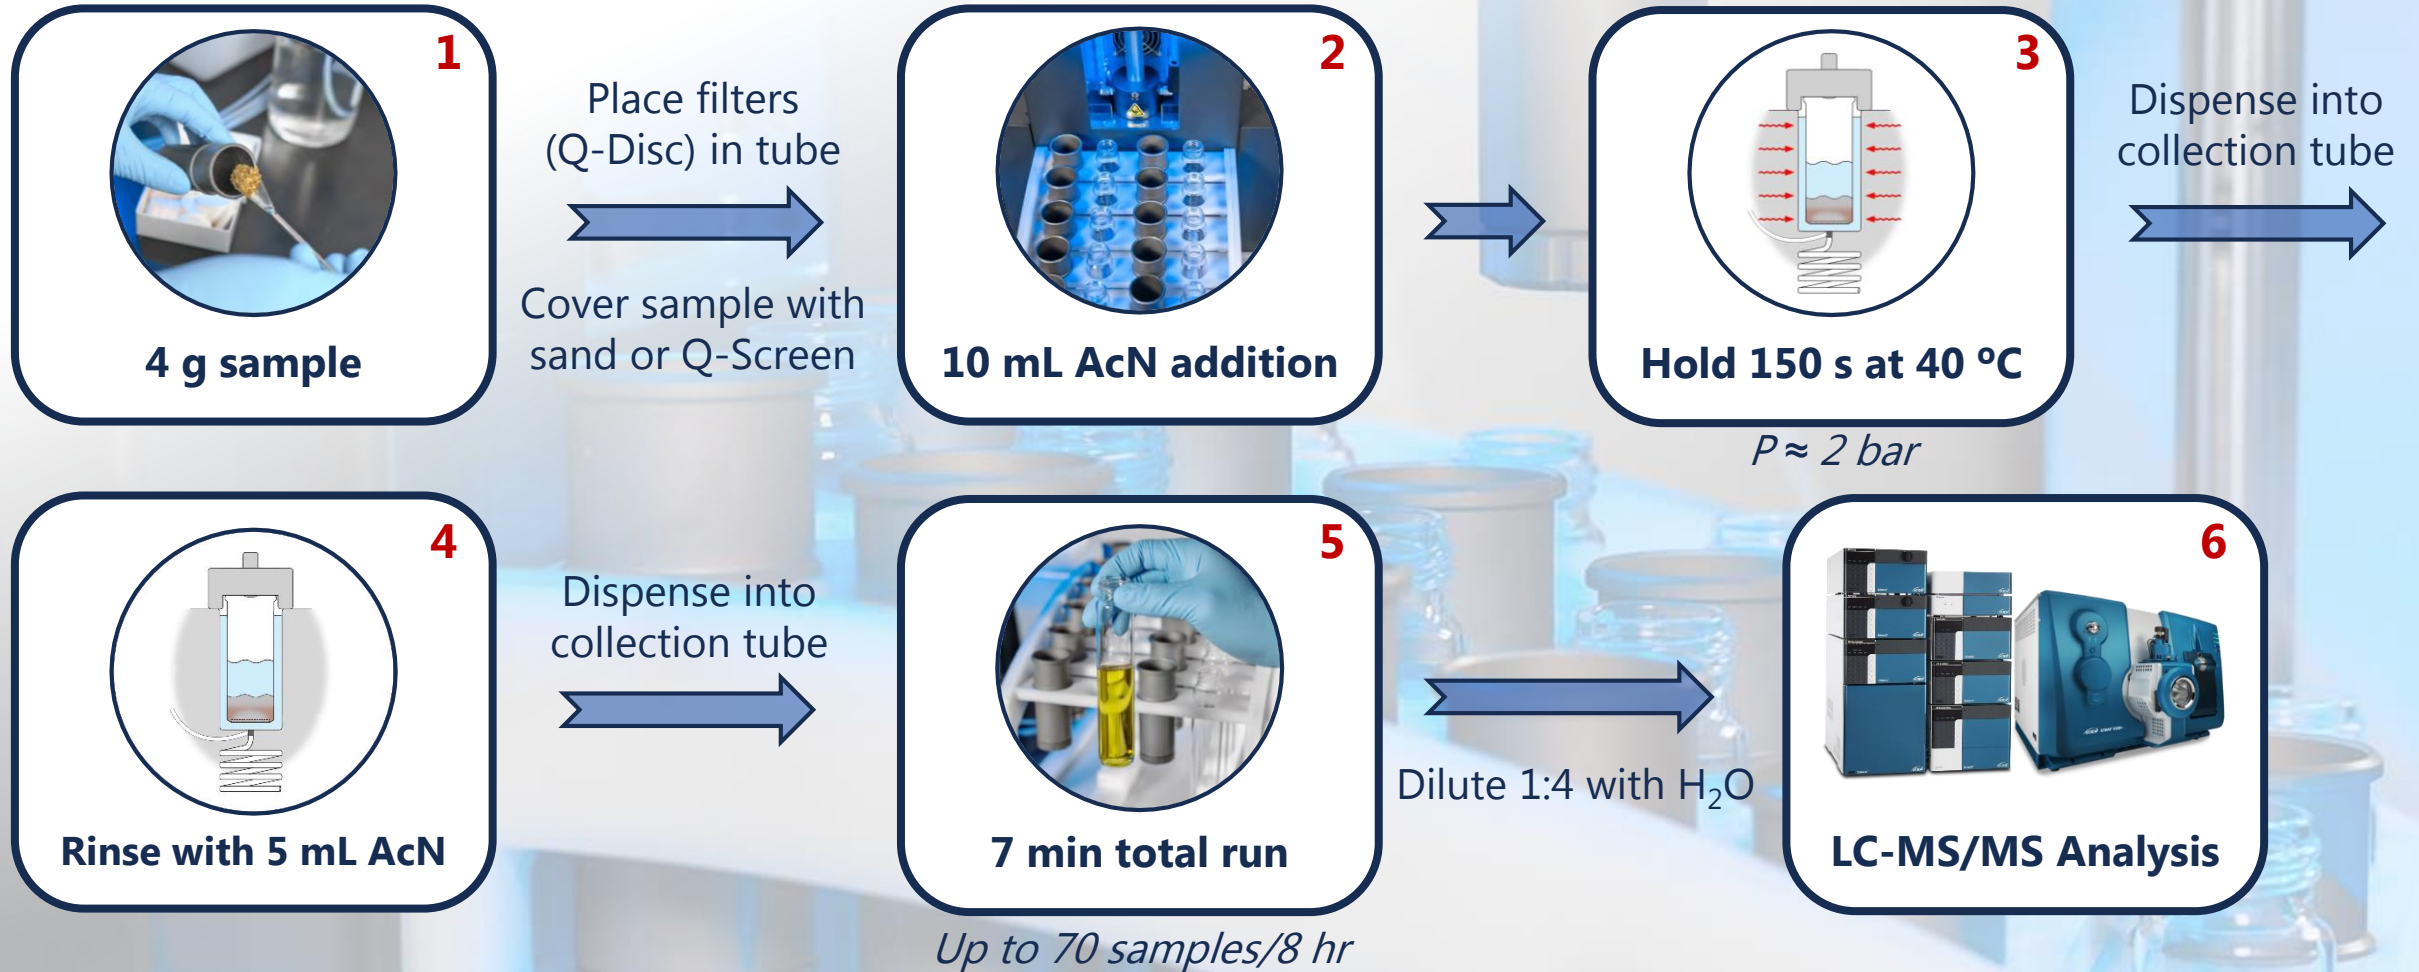 1
4 g sample
Place filters
(Q-Disc) in tube
Cover sample with
sand or Q-Screen
2
10 mL AcN addition
3
Hold 150 s at 40 ºC
P ≈ 2 bar
Dispense into
collection tube
4
Rinse with 5 mL AcN
Dispense into
collection tube
5
7 min total run
Up to 70 samples/8 hr
Dilute 1:4 with H₂O
6
LC-MS/MS Analysis